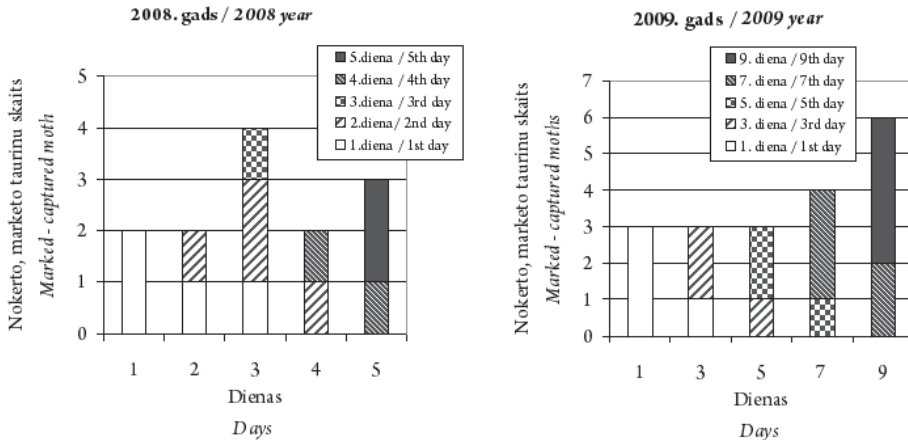 2008. gads / 2008 year
5.diena / 5th day
4.diena / 4th day
3.diena / 3rd day
2.diena / 2nd day
1.diena / 1st day
Nokerto, marketo taurinu skaits
Marked - captured moth
5
4
3
2
1
0
1 2 3 4 5
Dienas
Days
2009. gads / 2009 year
9. diena / 9th day
7. diena / 7th day
5. diena / 5th day
3. diena / 3rd day
1. diena / 1st day
Nokerto, marketo taurinu skaits
Marked - captured moths
7
6
5
4
3
2
1
0
1 3 5 7 9
Dienas
Days